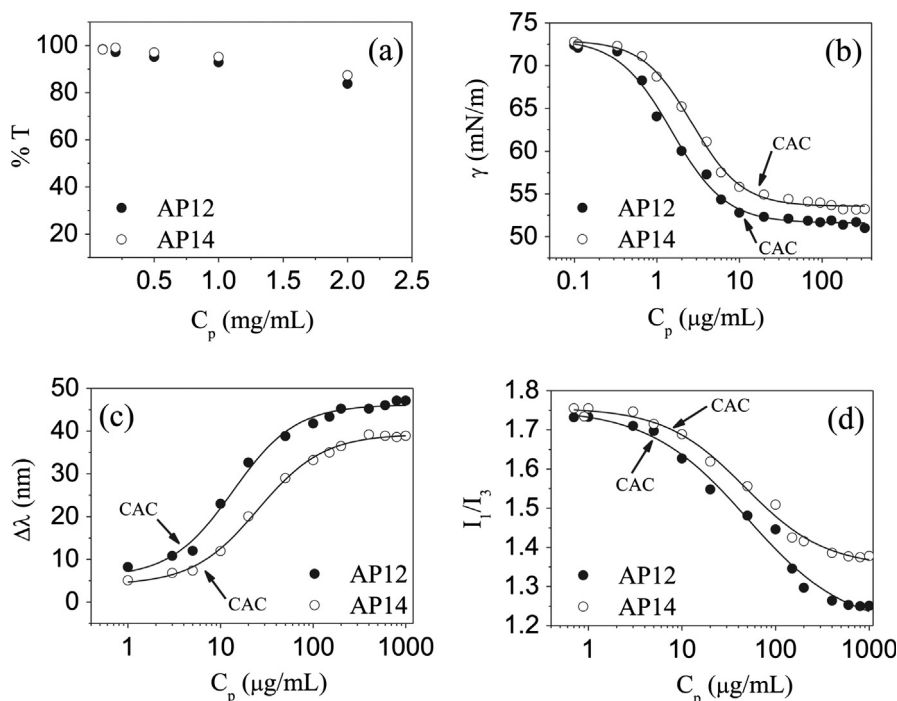 (a)
100
80
60
40
20
% T
AP12
AP14
0.0 0.5 1.0 1.5 2.0 2.5
C_p (mg/mL)
(b)
75
70
65
60
55
50
γ (mN/m)
CAC
CAC
AP12
AP14
0.1 1 10 100
C_p (μg/mL)
(c)
50
40
30
20
10
0
Δλ (nm)
CAC
CAC
AP12
AP14
1 10 100 1000
C_p (μg/mL)
(d)
1.8
1.7
1.6
1.5
1.4
1.3
1.2
I_1/I_3
CAC
CAC
AP12
AP14
1 10 100 1000
C_p (μg/mL)